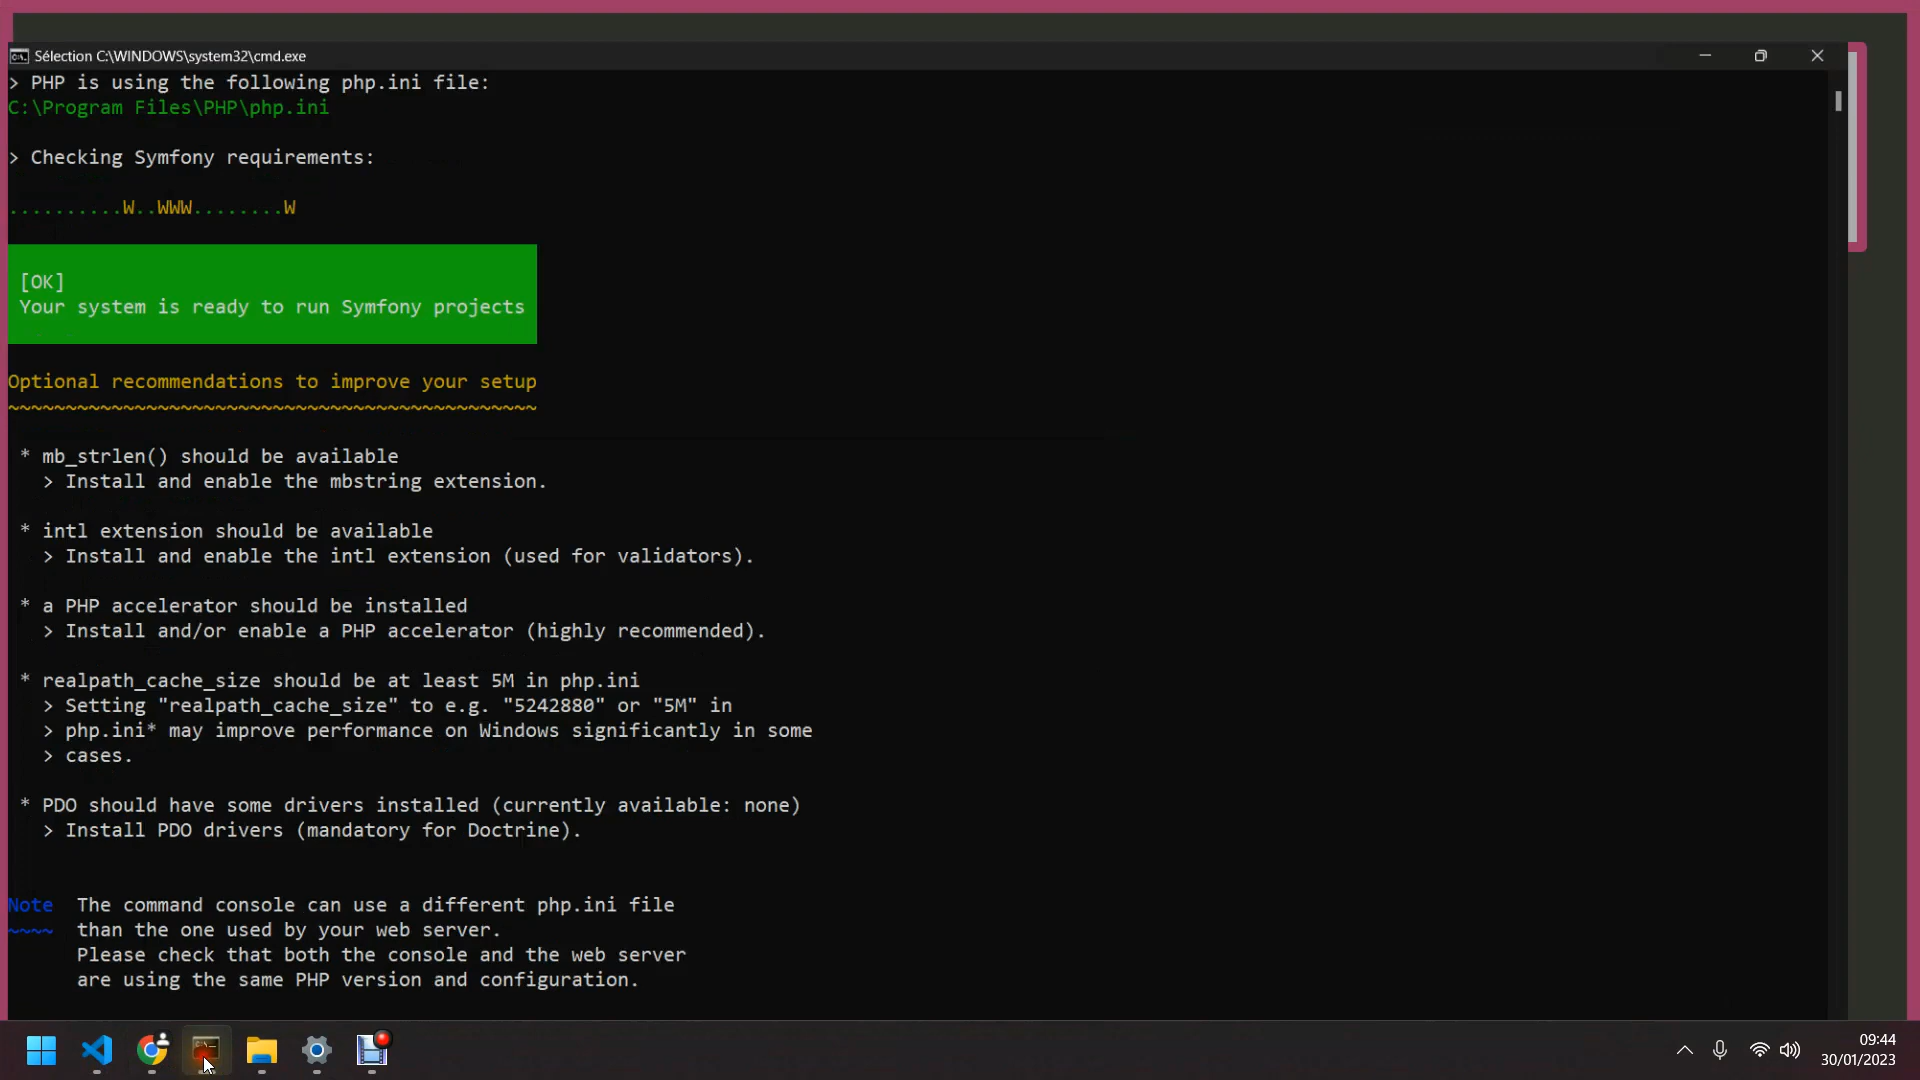 Sélection C:\WINDOWS\system32\cmd.exe
> PHP is using the following php.ini file:
C:\Program Files\PHP\php.ini
> Checking Symfony requirements:
..........W..WWW........W
[OK]
Your system is ready to run Symfony projects
Optional recommendations to improve your setup
~~~~~~~~~~~~~~~~~~~~~~~~~~~~~~~~~~~~~~~~~~~~~~
* mb_strlen() should be available
> Install and enable the mbstring extension.
* intl extension should be available
> Install and enable the intl extension (used for validators).
* a PHP accelerator should be installed
> Install and/or enable a PHP accelerator (highly recommended).
* realpath_cache_size should be at least 5M in php.ini
> Setting "realpath_cache_size" to e.g. "5242880" or "5M" in
> php.ini* may improve performance on Windows significantly in some
> cases.
* PDO should have some drivers installed (currently available: none)
> Install PDO drivers (mandatory for Doctrine).
Note The command console can use a different php.ini file
~~~~ than the one used by your web server.
Please check that both the console and the web server
are using the same PHP version and configuration.
09:44
30/01/2023